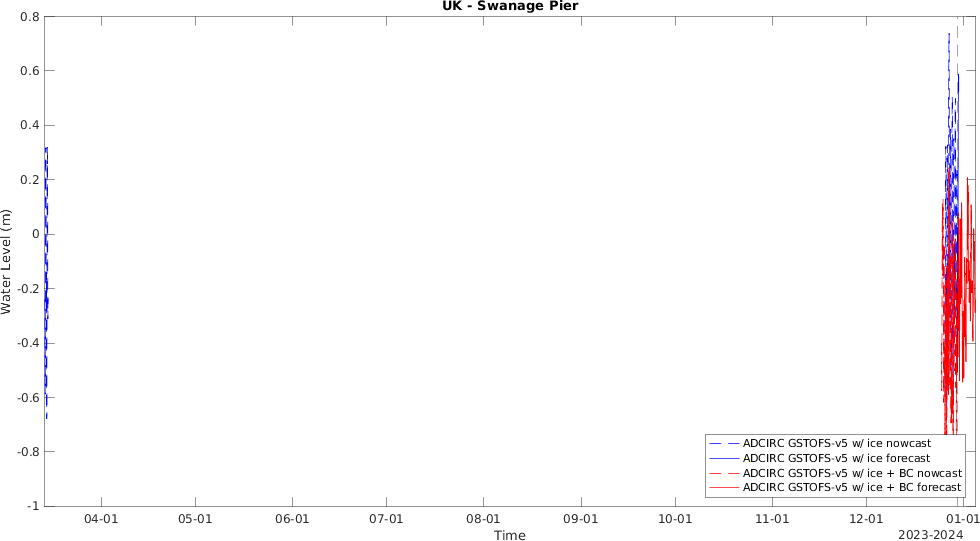 UK - Swanage Pier
0.8
0.6
0.4
0.2
0
-0.2
-0.4
-0.6
-0.8
-1
Water Level (m)
ADCIRC GSTOFS-v5 w/ ice nowcast
ADCIRC GSTOFS-v5 w/ ice forecast
ADCIRC GSTOFS-v5 w/ ice + BC nowcast
ADCIRC GSTOFS-v5 w/ ice + BC forecast
04-01 05-01 06-01 07-01 08-01 09-01 10-01 11-01 12-01 01-01
Time
2023-2024